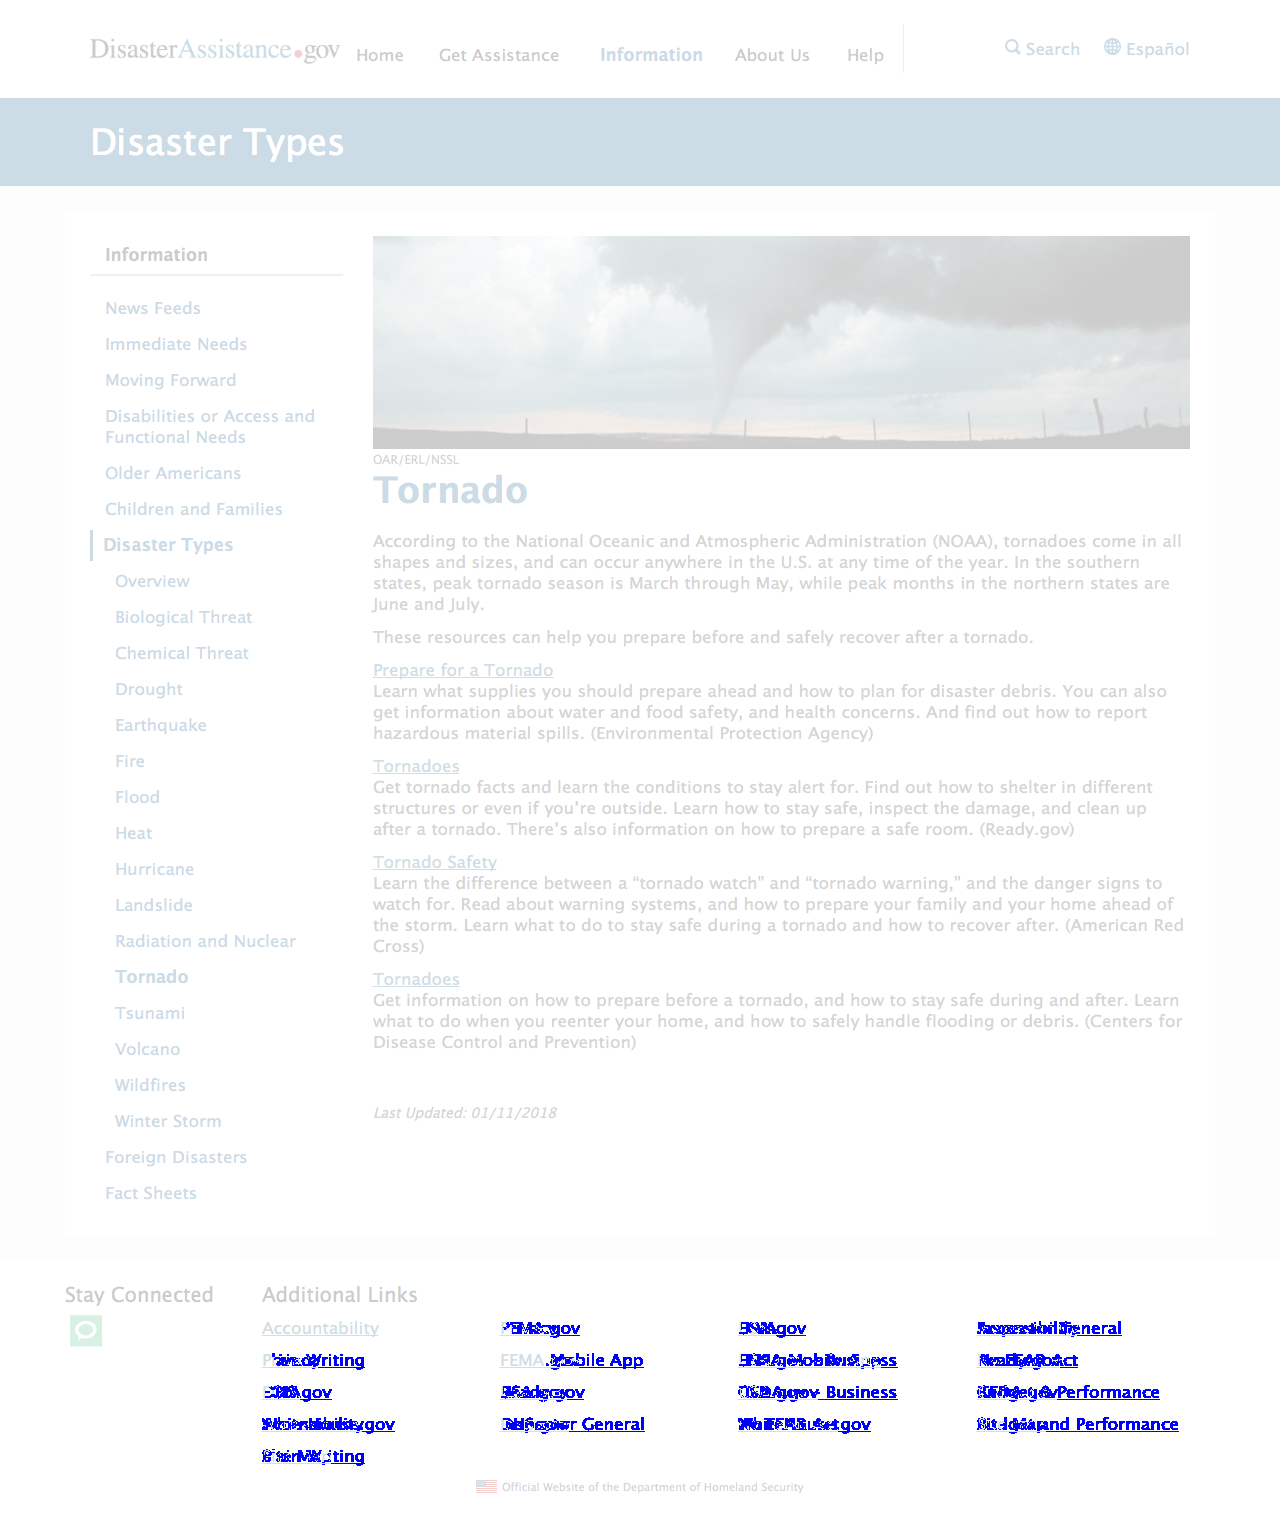 DisasterAssistance.gov Home Get Assistance Information About Us Help Search Español
Disaster Types
Information
News Feeds
Immediate Needs
Moving Forward
Disabilities or Access and
Functional Needs
Older Americans
Children and Families
Disaster Types
Overview
Biological Threat
Chemical Threat
Drought
Earthquake
Fire
Flood
Heat
Hurricane
Landslide
Radiation and Nuclear
Tornado
Tsunami
Volcano
Wildfires
Winter Storm
Foreign Disasters
Fact Sheets
OAR/ERL/NSSL
Tornado
According to the National Oceanic and Atmospheric Administration (NOAA), tornadoes come in all
shapes and sizes, and can occur anywhere in the U.S. at any time of the year. In the southern
states, peak tornado season is March through May, while peak months in the northern states are
June and July.
These resources can help you prepare before and safely recover after a tornado.
Prepare for a Tornado
Learn what supplies you should prepare ahead and how to plan for disaster debris. You can also
get information about water and food safety, and health concerns. And find out how to report
hazardous material spills. (Environmental Protection Agency)
Tornadoes
Get tornado facts and learn the conditions to stay alert for. Find out how to shelter in different
structures or even if you’re outside. Learn how to stay safe, inspect the damage, and clean up
after a tornado. There’s also information on how to prepare a safe room. (Ready.gov)
Tornado Safety
Learn the difference between a “tornado watch” and “tornado warning,” and the danger signs to
watch for. Read about warning systems, and how to prepare your family and your home ahead of
the storm. Learn what to do to stay safe during a tornado and how to recover after. (American Red
Cross)
Tornadoes
Get information on how to prepare before a tornado, and how to stay safe during and after. Learn
what to do when you reenter your home, and how to safely handle flooding or debris. (Centers for
Disease Control and Prevention)
Last Updated: 01/11/2018
Stay Connected
Additional Links
Accountability
Writing FEMA Mobile App
Business
General
Performance
Official Website of the Department of Homeland Security